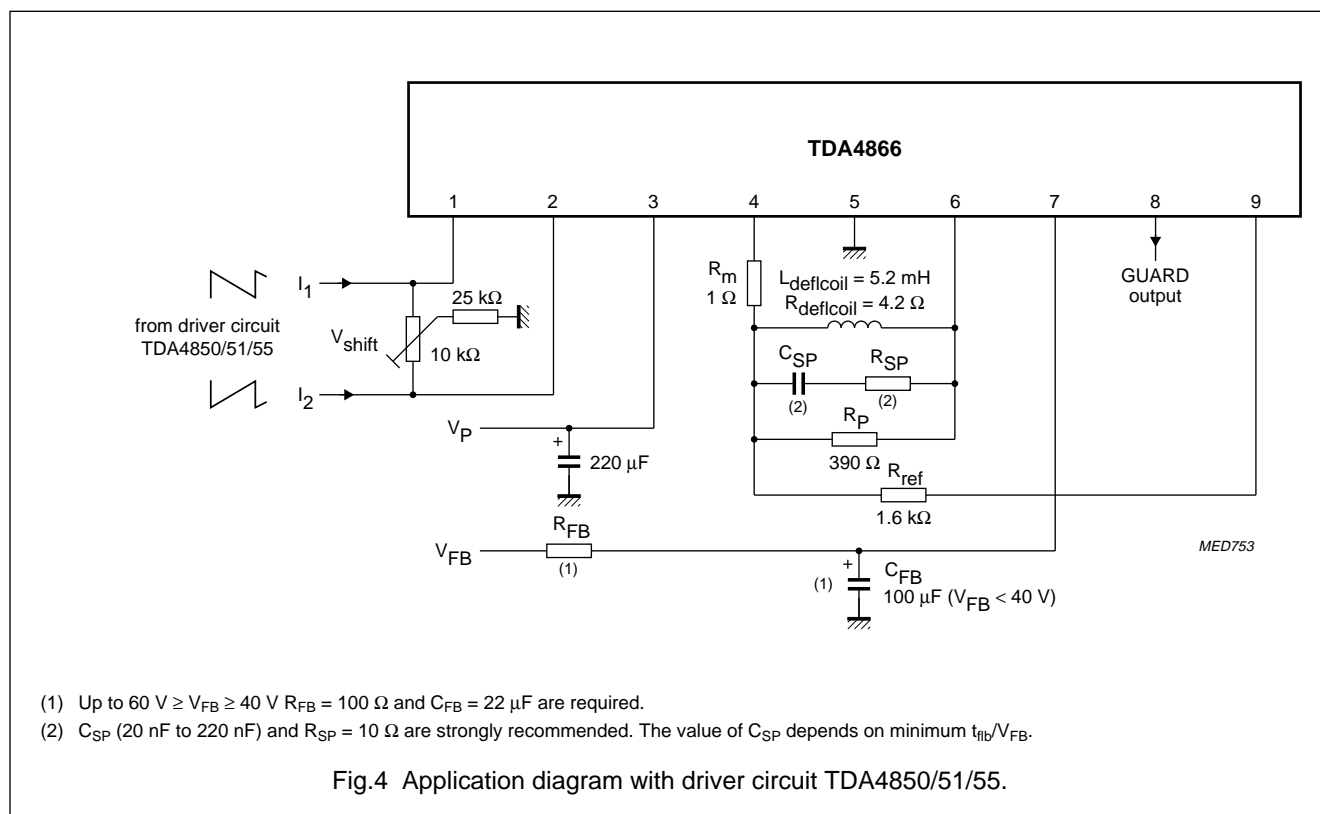 TDA4866
1 2 3 4 5 6 7 8 9
I1
from driver circuit
TDA4850/51/55
I2
Vshift
25 kΩ
10 kΩ
Rm
1 Ω
Ldeflcoil = 5.2 mH
Rdeflcoil = 4.2 Ω
GUARD
output
CSP
(2)
RSP
(2)
RP
390 Ω
Rref
1.6 kΩ
VP
+
220 µF
VFB
RFB
(1)
+
(1)
CFB
100 µF (VFB < 40 V)
MED753
(1) Up to 60 V ≥ VFB ≥ 40 V RFB = 100 Ω and CFB = 22 µF are required.
(2) CSP (20 nF to 220 nF) and RSP = 10 Ω are strongly recommended. The value of CSP depends on minimum tflb/VFB.
Fig.4 Application diagram with driver circuit TDA4850/51/55.